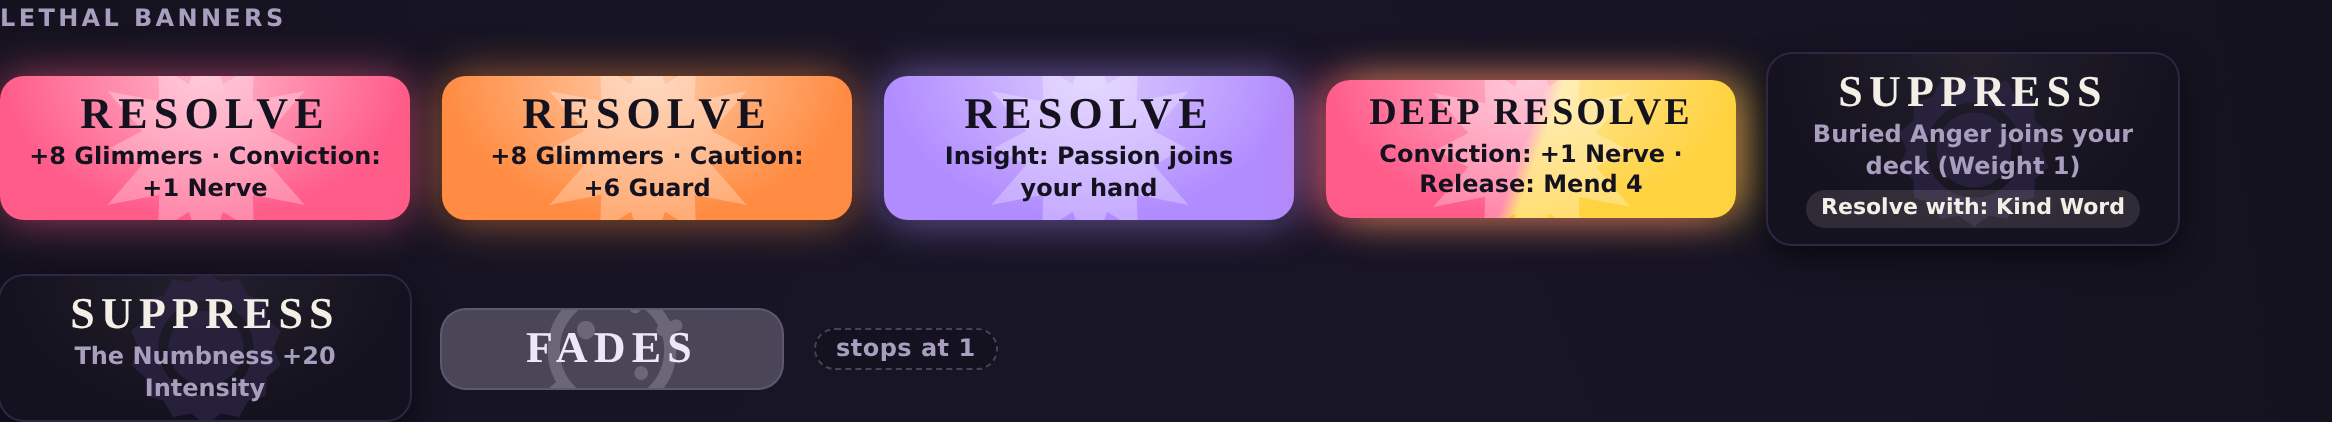 LETHAL BANNERS
RESOLVE
+8 Glimmers · Conviction:
+1 Nerve
RESOLVE
+8 Glimmers · Caution:
+6 Guard
RESOLVE
Insight: Passion joins
your hand
DEEP RESOLVE
Conviction: +1 Nerve ·
Release: Mend 4
SUPPRESS
Buried Anger joins your
deck (Weight 1)
Resolve with: Kind Word
SUPPRESS
The Numbness +20
Intensity
FADES
stops at 1